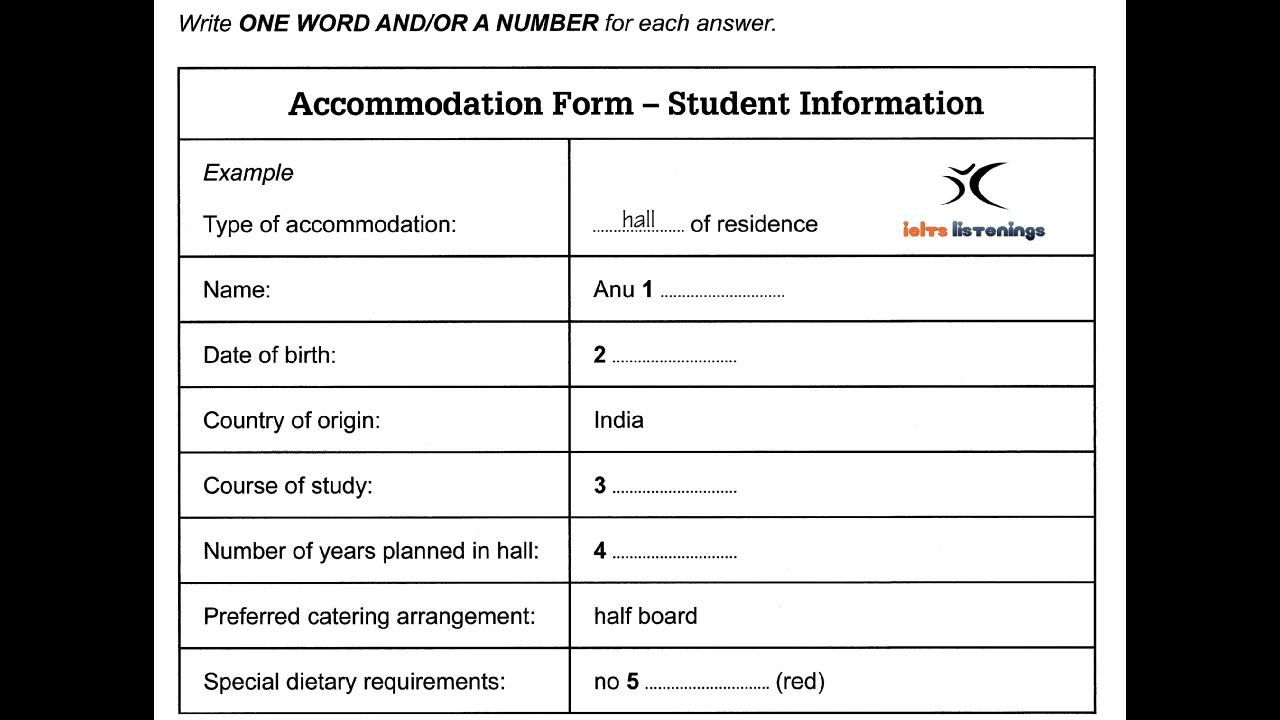 Write ONE WORD AND/OR A NUMBER for each answer.
Accommodation Form – Student Information
Example
Type of accommodation: ........hall........ of residence
ielts listenings
Name: Anu 1 .............................
Date of birth: 2 .............................
Country of origin: India
Course of study: 3 .............................
Number of years planned in hall: 4 .............................
Preferred catering arrangement: half board
Special dietary requirements: no 5 ............................. (red)